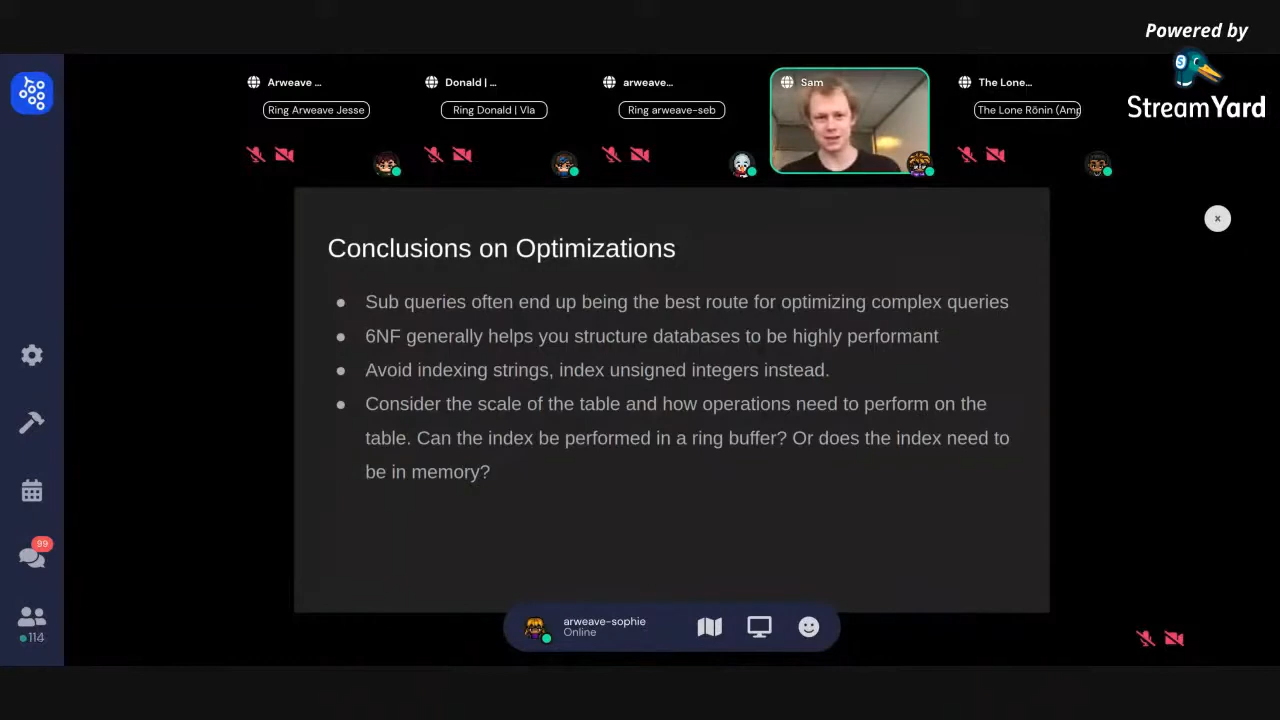 Powered by
StreamYard
Arweave ...
Donald | ...
arweave...
Sam
The Lone...
Ring Arweave Jesse
Ring Donald | Vla
Ring arweave-seb
The Lone Rōnin (Amp
×
Conclusions on Optimizations
● Sub queries often end up being the best route for optimizing complex queries
● 6NF generally helps you structure databases to be highly performant
● Avoid indexing strings, index unsigned integers instead.
● Consider the scale of the table and how operations need to perform on the
table. Can the index be performed in a ring buffer? Or does the index need to
be in memory?
99
114
arweave-sophie
Online